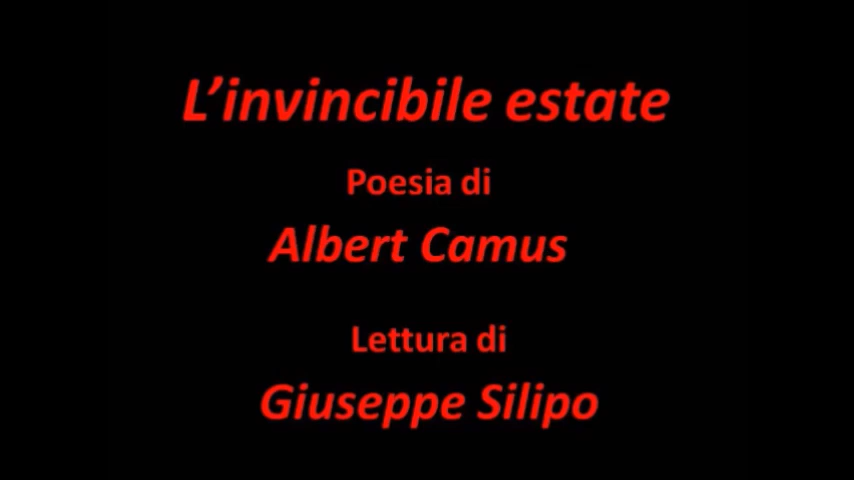 L’invincibile estate
Poesia di
Albert Camus
Lettura di
Giuseppe Silipo